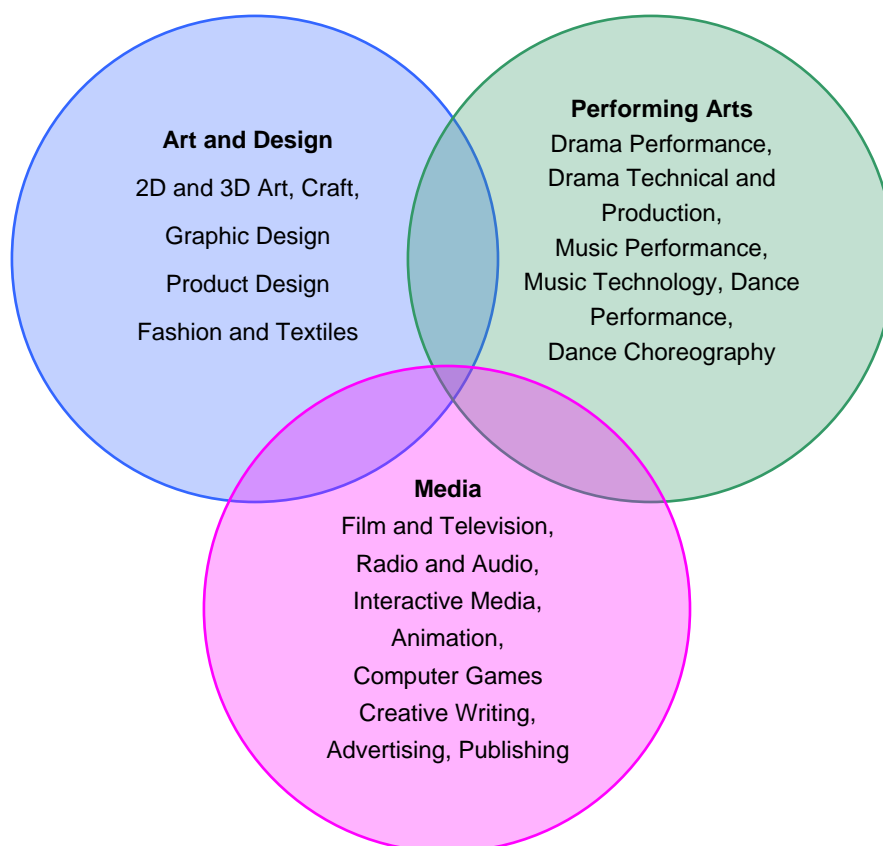 Art and Design
2D and 3D Art, Craft,
Graphic Design
Product Design
Fashion and Textiles
Performing Arts
Drama Performance,
Drama Technical and
Production,
Music Performance,
Music Technology, Dance
Performance,
Dance Choreography
Media
Film and Television,
Radio and Audio,
Interactive Media,
Animation,
Computer Games
Creative Writing,
Advertising, Publishing